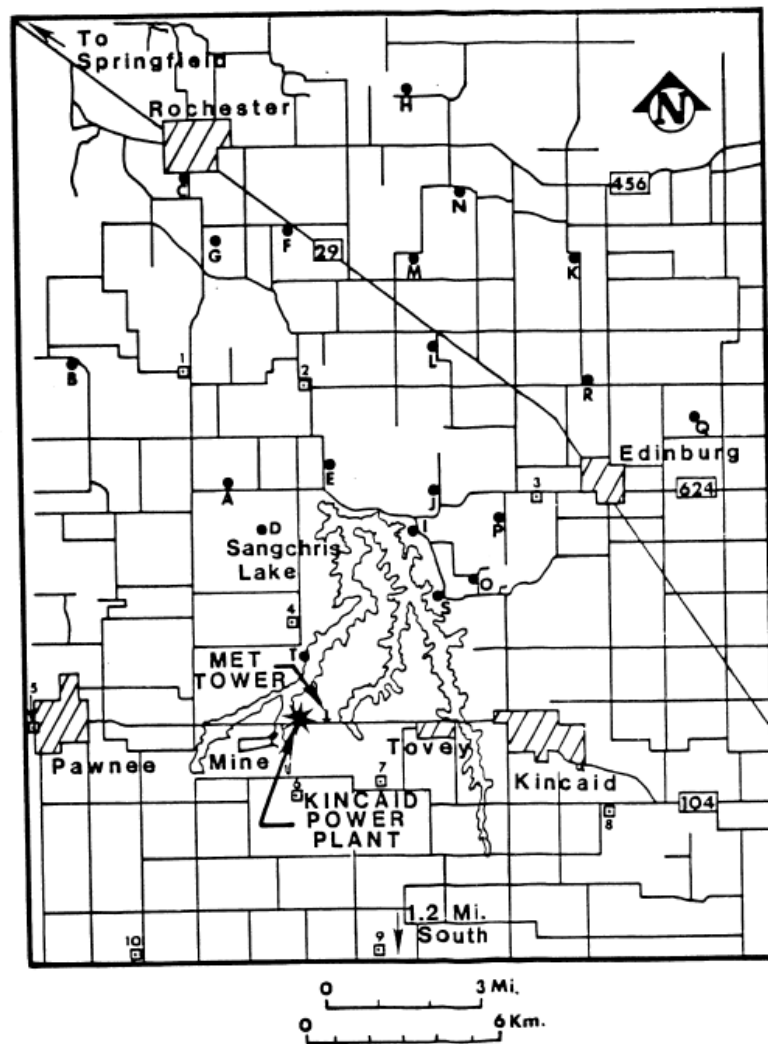 To
Springfield
Rochester
H
N
C
456
N
F
G
29
M
K
1
L
B
2
R
Q
Edinburg
E
A
J
3
624
D
I
P
Sangchris
Lake
O
S
4
T
MET
TOWER
5
Pawnee
Mine
Tovey
7
Kincaid
6
KINCAID
POWER
PLANT
104
8
1.2 Mi.
South
10
9
0 3 Mi.
0 6 Km.